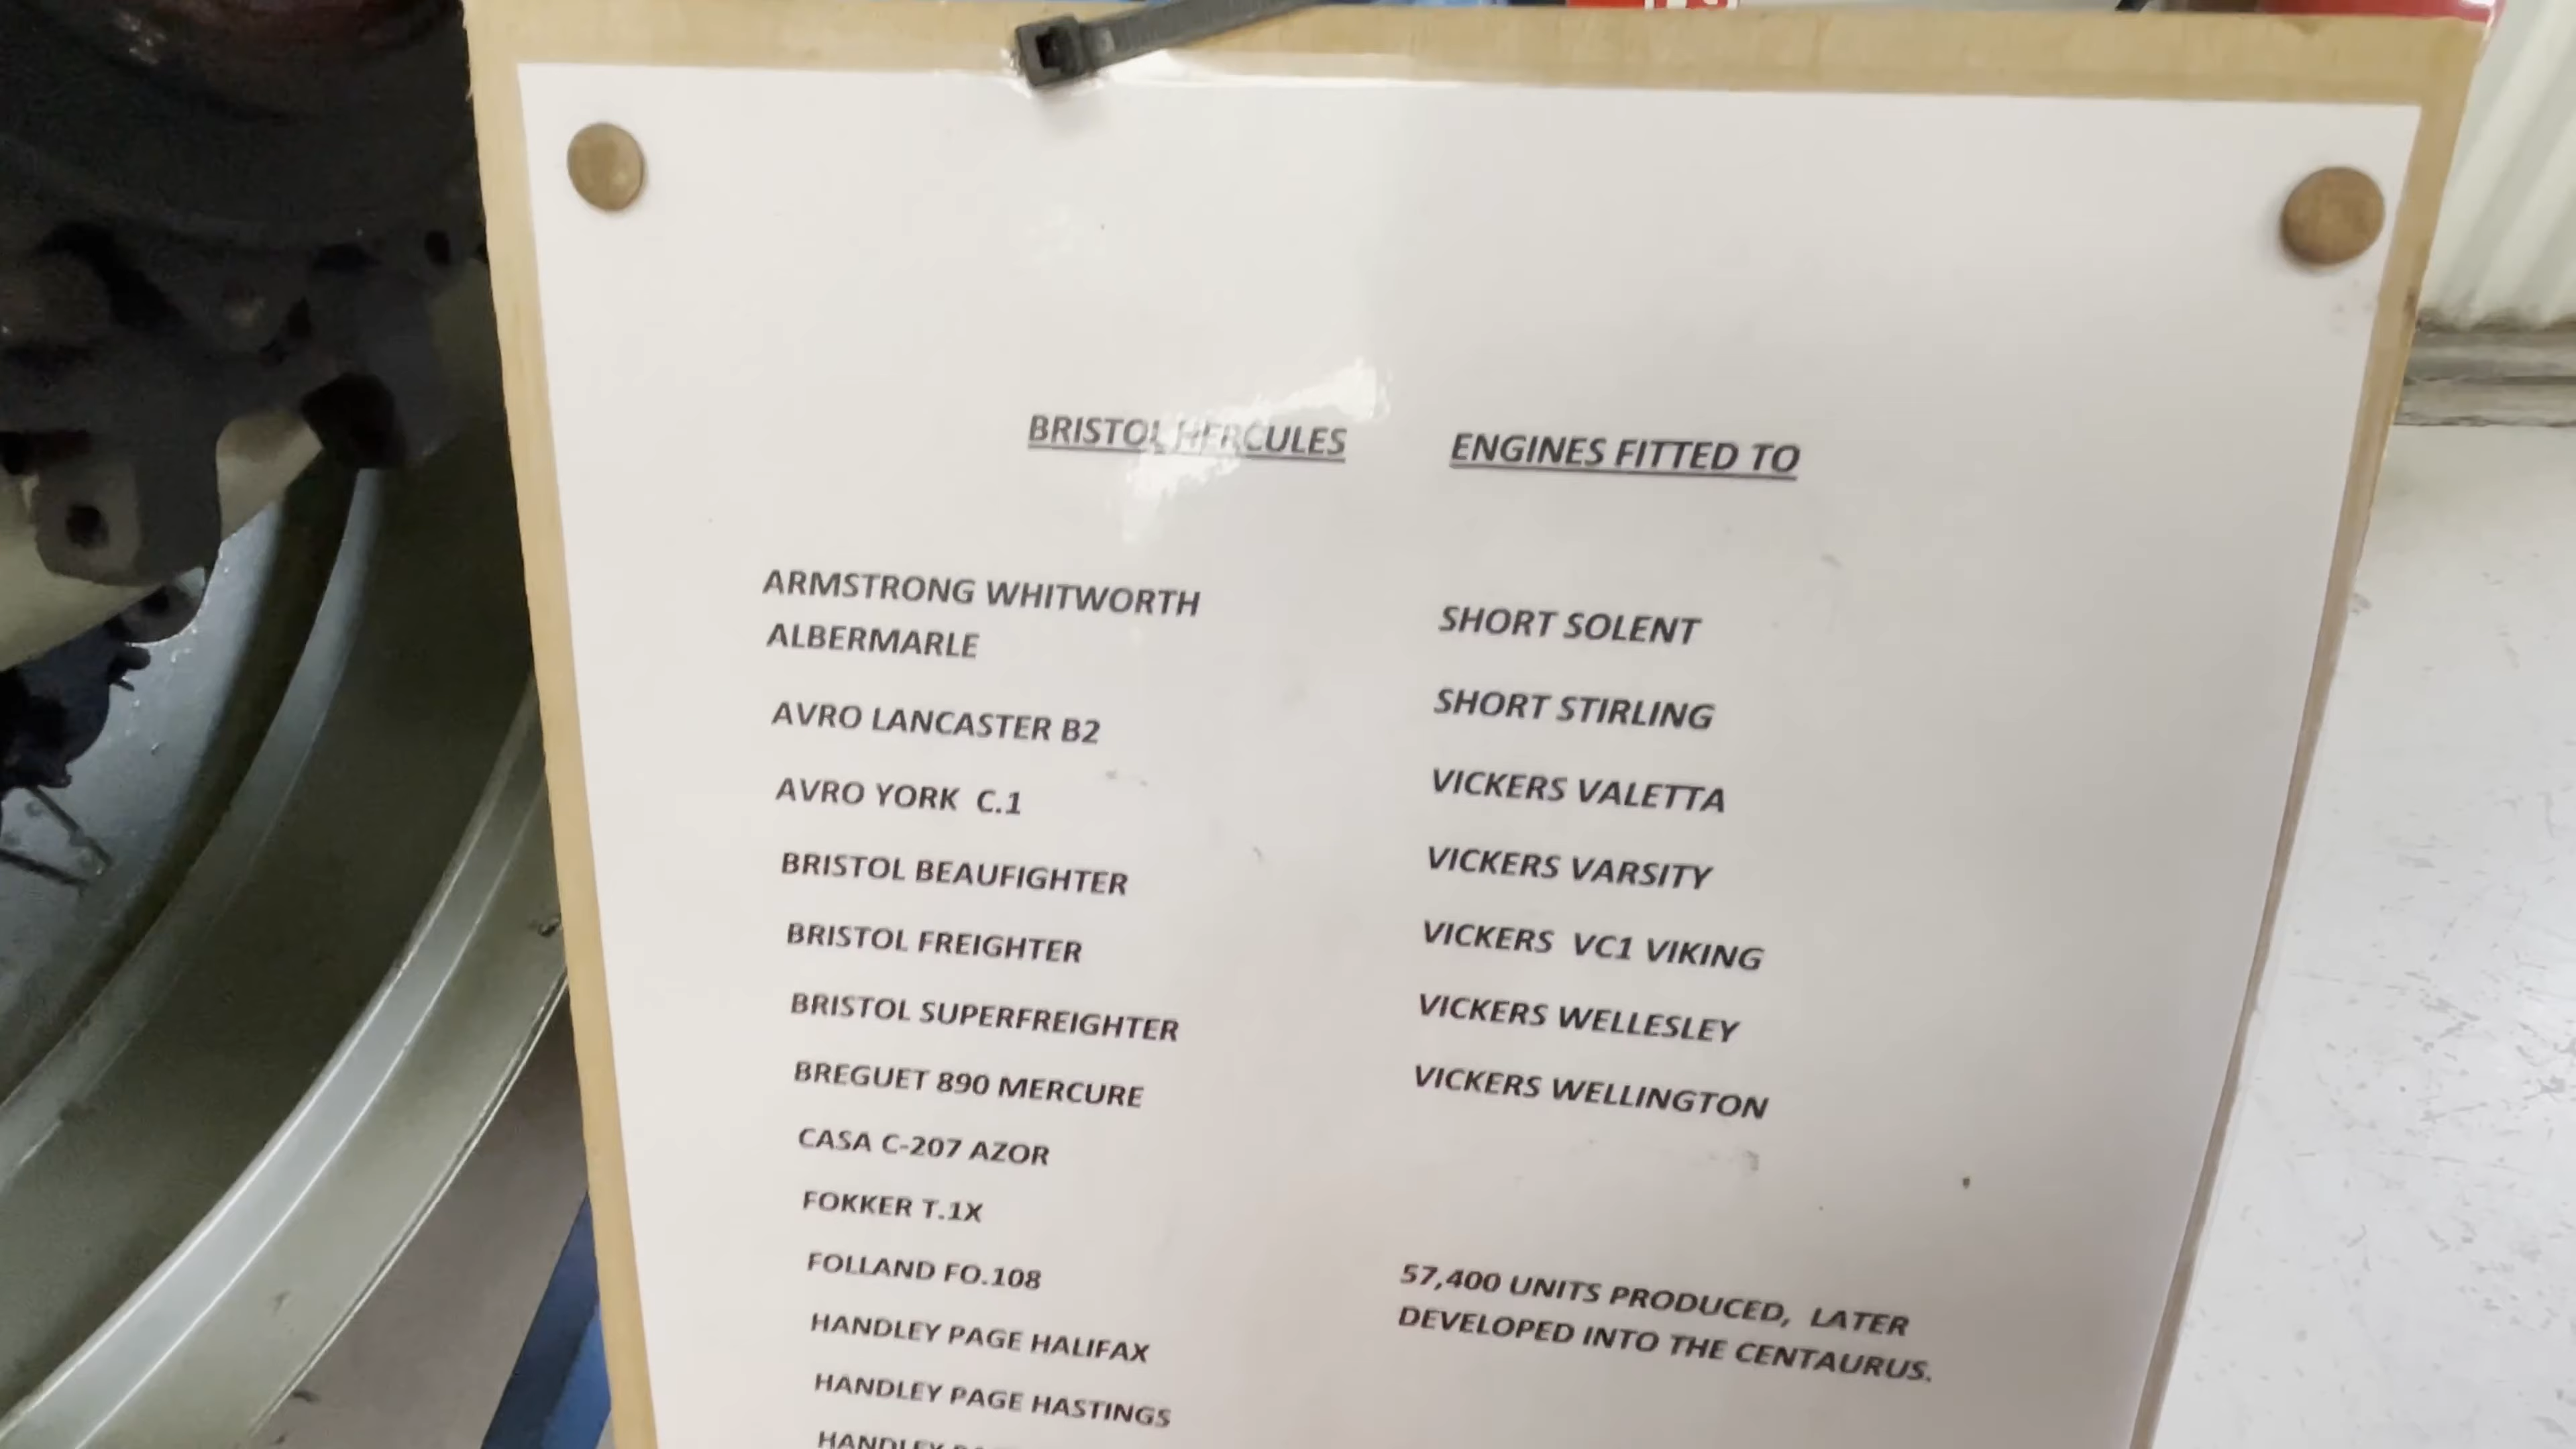 BRISTOL HERCULES ENGINES FITTED TO
ARMSTRONG WHITWORTH
ALBERMARLE
AVRO LANCASTER B2
AVRO YORK C.1
BRISTOL BEAUFIGHTER
BRISTOL FREIGHTER
BRISTOL SUPERFREIGHTER
BREGUET 890 MERCURE
CASA C-207 AZOR
FOKKER T.1X
FOLLAND FO.108
HANDLEY PAGE HALIFAX
HANDLEY PAGE HASTINGS
HANDLEY
SHORT SOLENT
SHORT STIRLING
VICKERS VALETTA
VICKERS VARSITY
VICKERS VC1 VIKING
VICKERS WELLESLEY
VICKERS WELLINGTON
57,400 UNITS PRODUCED, LATER
DEVELOPED INTO THE CENTAURUS.